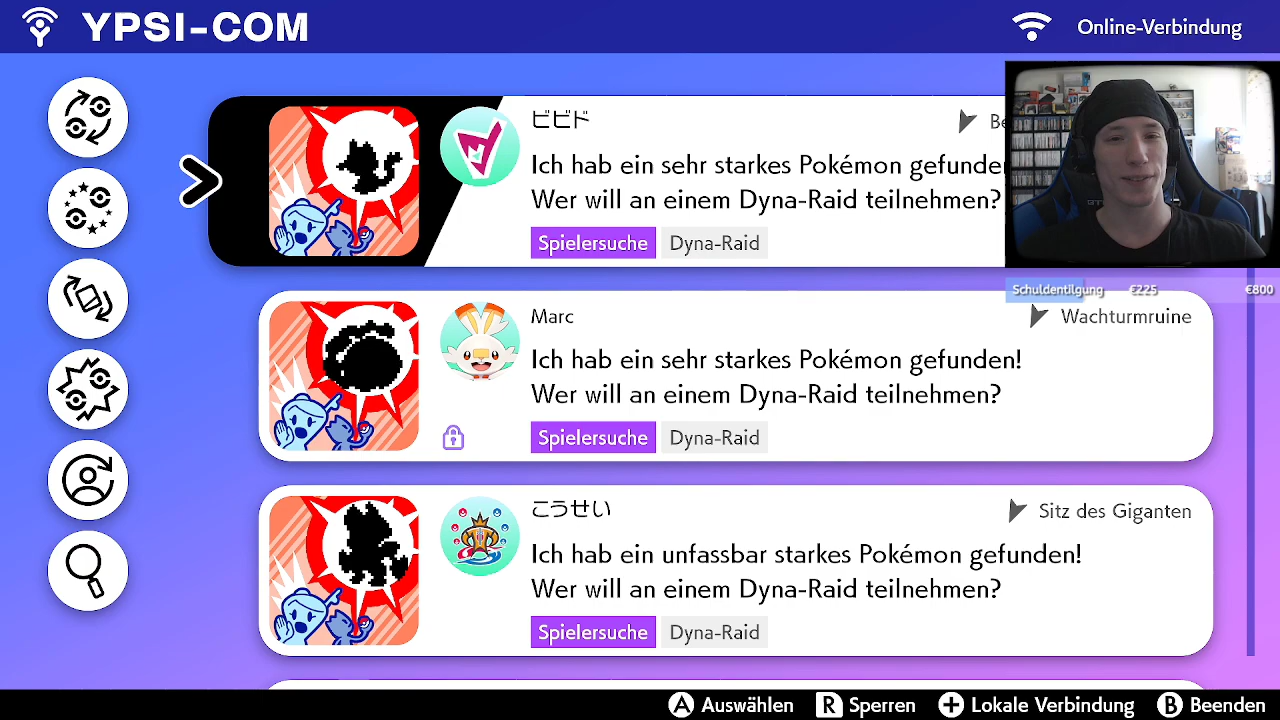 YPSI-COM
Online-Verbindung
ビビド
Ich hab ein sehr starkes Pokémon
Wer will an einem Dyna-Raid teilnehmen?
Spielersuche Dyna-Raid
Schuldentilgung €225 €800
Marc
Wachturmruine
Ich hab ein sehr starkes Pokémon gefunden!
Wer will an einem Dyna-Raid teilnehmen?
Spielersuche Dyna-Raid
こうせい
Sitz des Giganten
Ich hab ein unfassbar starkes Pokémon gefunden!
Wer will an einem Dyna-Raid teilnehmen?
Spielersuche Dyna-Raid
A Auswählen R Sperren + Lokale Verbindung B Beenden